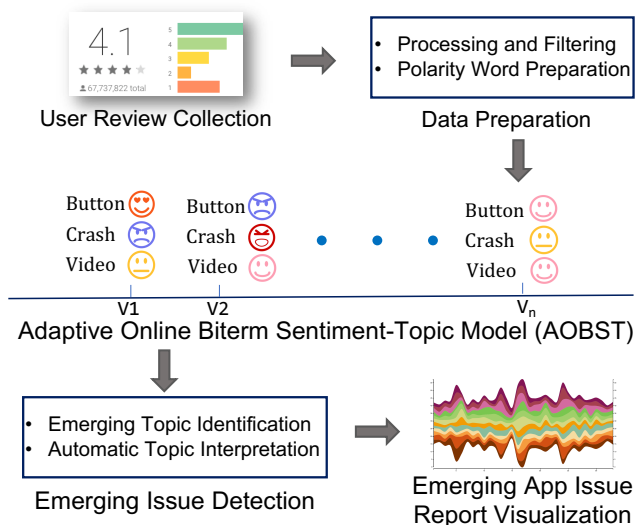 4.1
67,737,822 total
5
4
3
2
1
User Review Collection
• Processing and Filtering
• Polarity Word Preparation
Data Preparation
Button
Crash
Video
V1
Button
Crash
Video
V2
Button
Crash
Video
Vn
Adaptive Online Biterm Sentiment-Topic Model (AOBST)
• Emerging Topic Identification
• Automatic Topic Interpretation
Emerging Issue Detection
Emerging App Issue
Report Visualization